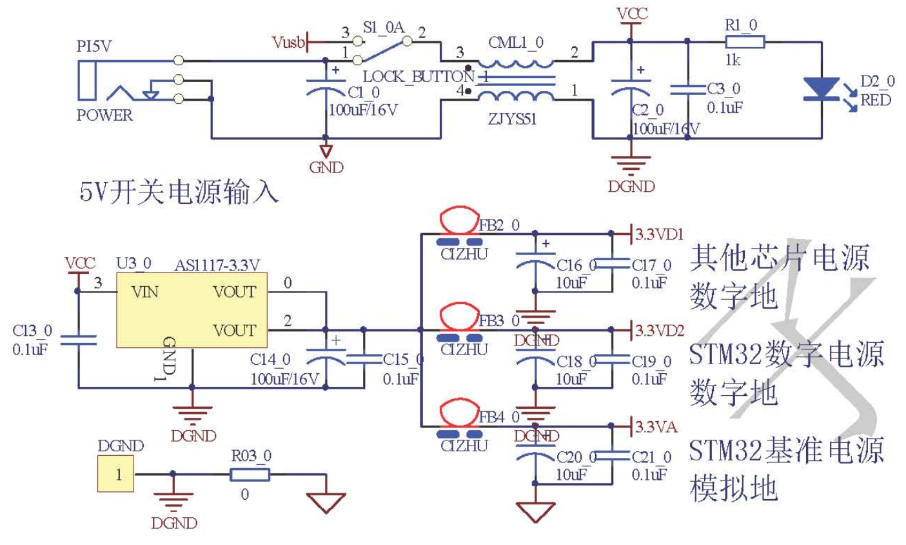 S1_0A
VCC
PJ5V
Vusb
3
2
1
3
CML1_0
2
R1_0
1k
LOCK_BUTTON_1
4
1
C1_0
100uF/16V
C2_0
100uF/16V
C3_0
0.1uF
D2_0
RED
POWER
ZJYS51
GND
DGND
5V开关电源输入
VCC
U3_0
AS1117-3.3V
3
VIN
VOUT
0
VOUT
2
GND
1
C13_0
0.1uF
C14_0
100uF/16V
C15_0
0.1uF
DGND
FB2_0
CIZHU
3.3VD1
C16_0
10uF
C17_0
0.1uF
其他芯片电源
数字地
DGND
FB3_0
CIZHU
3.3VD2
C18_0
10uF
C19_0
0.1uF
STM32数字电源
数字地
DGND
FB4_0
CIZHU
3.3VA
C20_0
10uF
C21_0
0.1uF
STM32基准电源
模拟地
DGND
1
R03_0
0
DGND